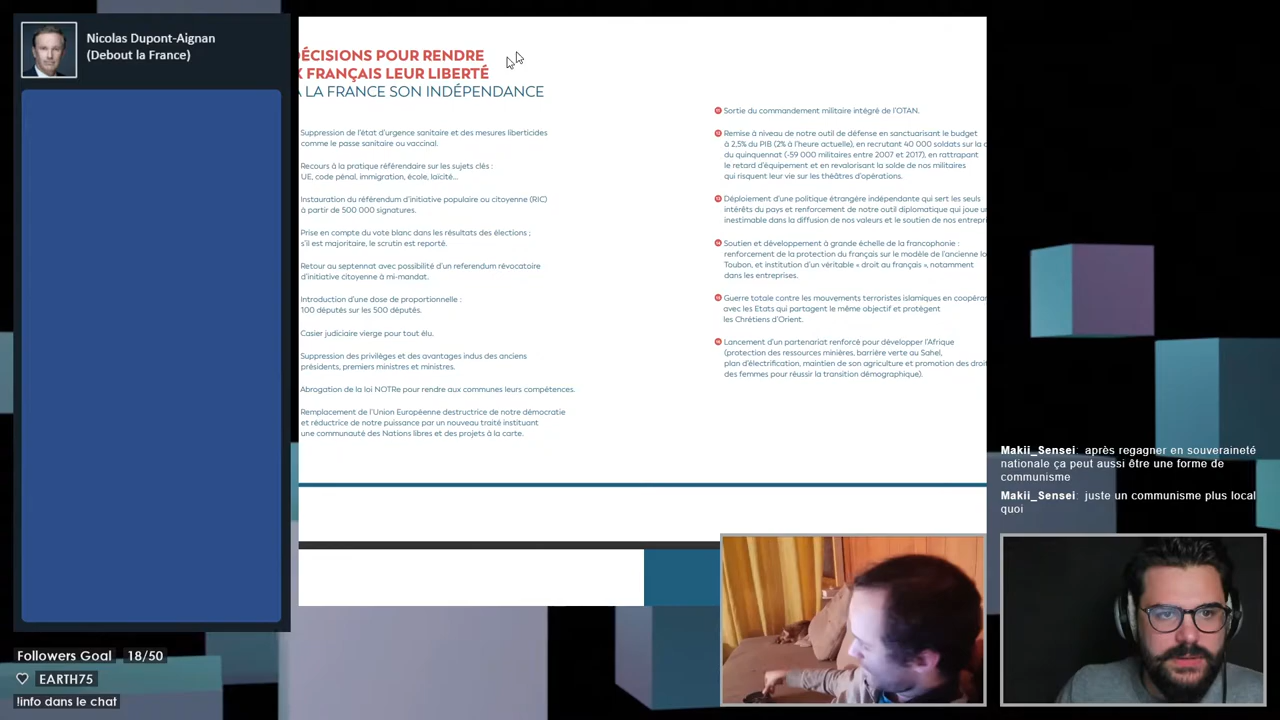 Nicolas Dupont-Aignan
(Debout la France)
DÉCISIONS POUR RENDRE
X FRANÇAIS LEUR LIBERTÉ
À LA FRANCE SON INDÉPENDANCE
Suppression de l'état d'urgence sanitaire et des mesures liberticides
comme le passe sanitaire ou vaccinal.
Recours à la pratique référendaire sur les sujets clés :
UE, code pénal, immigration, école, laïcité...
Instauration du référendum d'initiative populaire ou citoyenne (RIC)
à partir de 500 000 signatures.
Prise en compte du vote blanc dans les résultats des élections ;
s'il est majoritaire, le scrutin est reporté.
Retour au septennat avec possibilité d'un referendum révocatoire
d'initiative citoyenne à mi-mandat.
Introduction d'une dose de proportionnelle :
100 députés sur les 500 députés.
Casier judiciaire vierge pour tout élu.
Suppression des privilèges et des avantages indus des anciens
présidents, premiers ministres et ministres.
Abrogation de la loi NOTRe pour rendre aux communes leurs compétences.
Remplacement de l'Union Européenne destructrice de notre démocratie
et réductrice de notre puissance par un nouveau traité instituant
une communauté des Nations libres et des projets à la carte.
11 Sortie du commandement militaire intégré de l'OTAN.
12 Remise à niveau de notre outil de défense en sanctuarisant le budget
à 2,5% du PIB (2% à l'heure actuelle), en recrutant 40 000 soldats sur la
du quinquennat (-59 000 militaires entre 2007 et 2017), en rattrapant
le retard d'équipement et en revalorisant la solde de nos militaires
qui risquent leur vie sur les théâtres d'opérations.
13 Déploiement d'une politique étrangère indépendante qui sert les seuls
intérêts du pays et renforcement de notre outil diplomatique qui joue
inestimable dans la diffusion de nos valeurs et le soutien de nos entrepri
14 Soutien et développement à grande échelle de la francophonie :
renforcement de la protection du français sur le modèle de l'ancienne lo
Toubon, et institution d'un véritable « droit au français », notamment
dans les entreprises.
15 Guerre totale contre les mouvements terroristes islamiques en coopérat
avec les Etats qui partagent le même objectif et protègent
les Chrétiens d'Orient.
16 Lancement d'un partenariat renforcé pour développer l'Afrique
(protection des ressources minières, barrière verte au Sahel,
plan d'électrification, maintien de son agriculture et promotion des droit
des femmes pour réussir la transition démographique).
Makii_Sensei: après regagner en souveraineté
nationale ça peut aussi être une forme de
communisme
Makii_Sensei: juste un communisme plus local
quoi
Followers Goal 18/50
EARTH75
!info dans le chat